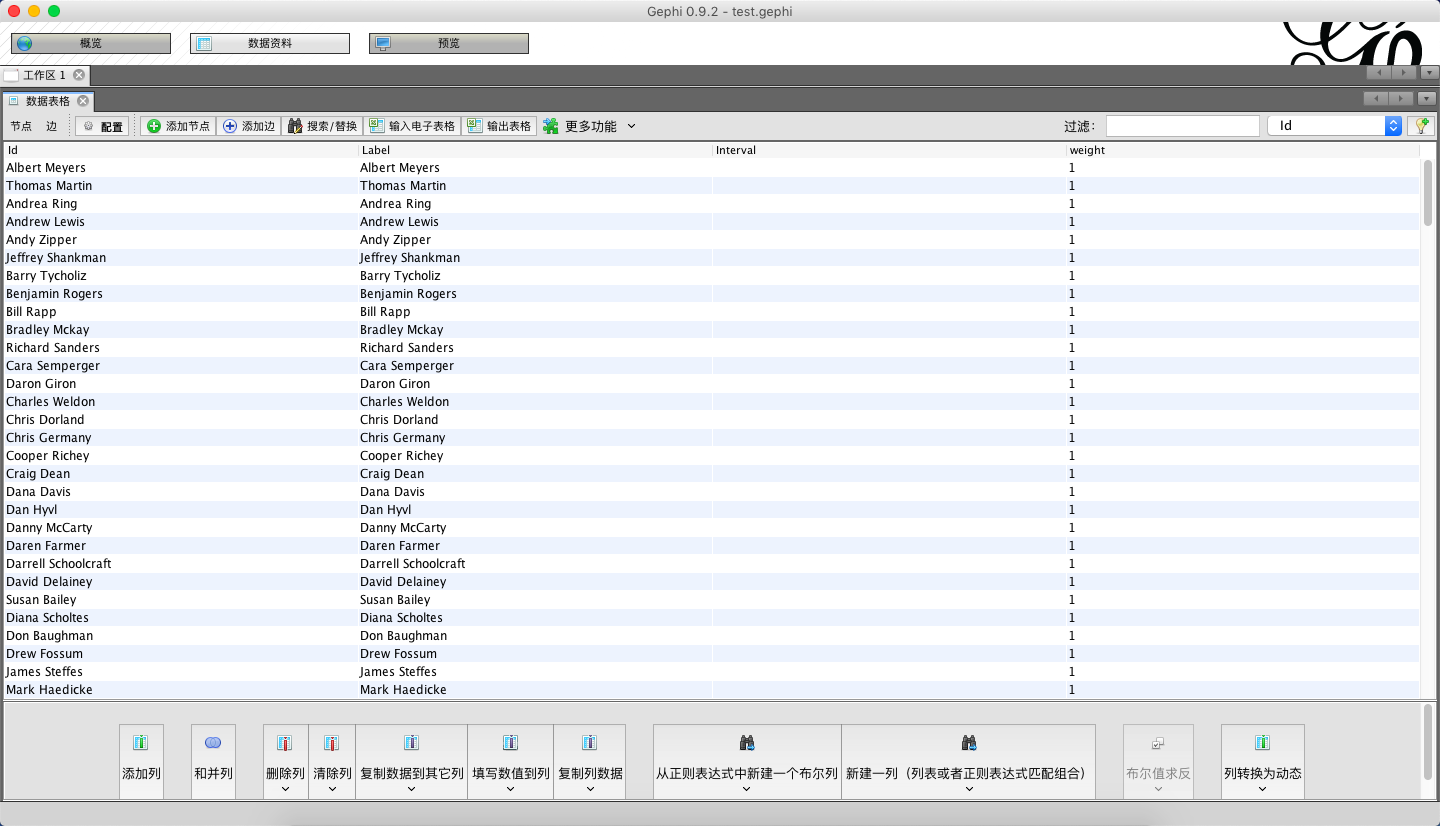 Gephi 0.9.2 - test.gephi
概览 数据资料 预览
工作区 1
数据表格
节点 边 配置 添加节点 添加边 搜索/替换 输入电子表格 输出表格 更多功能 过滤: Id
Id Label Interval weight
Albert Meyers Albert Meyers 1
Thomas Martin Thomas Martin 1
Andrea Ring Andrea Ring 1
Andrew Lewis Andrew Lewis 1
Andy Zipper Andy Zipper 1
Jeffrey Shankman Jeffrey Shankman 1
Barry Tycholiz Barry Tycholiz 1
Benjamin Rogers Benjamin Rogers 1
Bill Rapp Bill Rapp 1
Bradley Mckay Bradley Mckay 1
Richard Sanders Richard Sanders 1
Cara Semperger Cara Semperger 1
Daron Giron Daron Giron 1
Charles Weldon Charles Weldon 1
Chris Dorland Chris Dorland 1
Chris Germany Chris Germany 1
Cooper Richey Cooper Richey 1
Craig Dean Craig Dean 1
Dana Davis Dana Davis 1
Dan Hyvl Dan Hyvl 1
Danny McCarty Danny McCarty 1
Daren Farmer Daren Farmer 1
Darrell Schoolcraft Darrell Schoolcraft 1
David Delainey David Delainey 1
Susan Bailey Susan Bailey 1
Diana Scholtes Diana Scholtes 1
Don Baughman Don Baughman 1
Drew Fossum Drew Fossum 1
James Steffes James Steffes 1
Mark Haedicke Mark Haedicke 1
添加列 和并列 删除列 清除列 复制数据到其它列 填写数值到列 复制列数据 从正则表达式中新建一个布尔列 新建一列（列表或者正则表达式匹配组合） 布尔值求反 列转换为动态